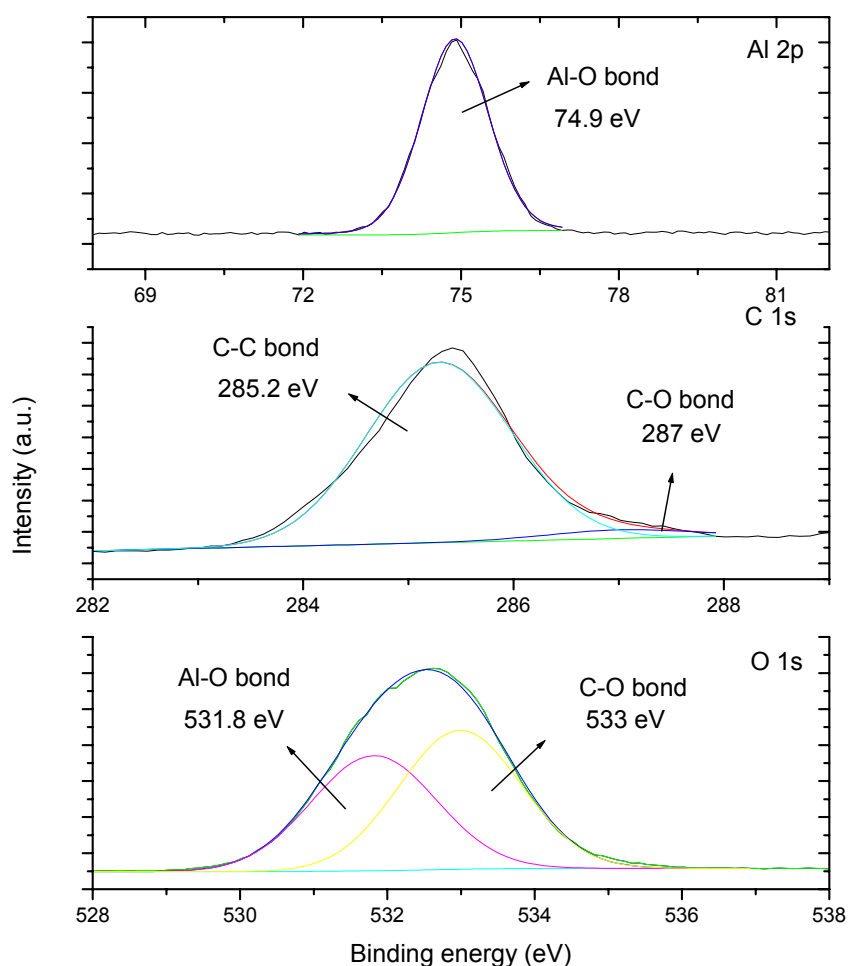 Al 2p
Al-O bond
74.9 eV
69 72 75 78 81
C 1s
C-C bond
285.2 eV
C-O bond
287 eV
282 284 286 288
O 1s
Al-O bond
531.8 eV
C-O bond
533 eV
528 530 532 534 536 538
Intensity (a.u.)
Binding energy (eV)